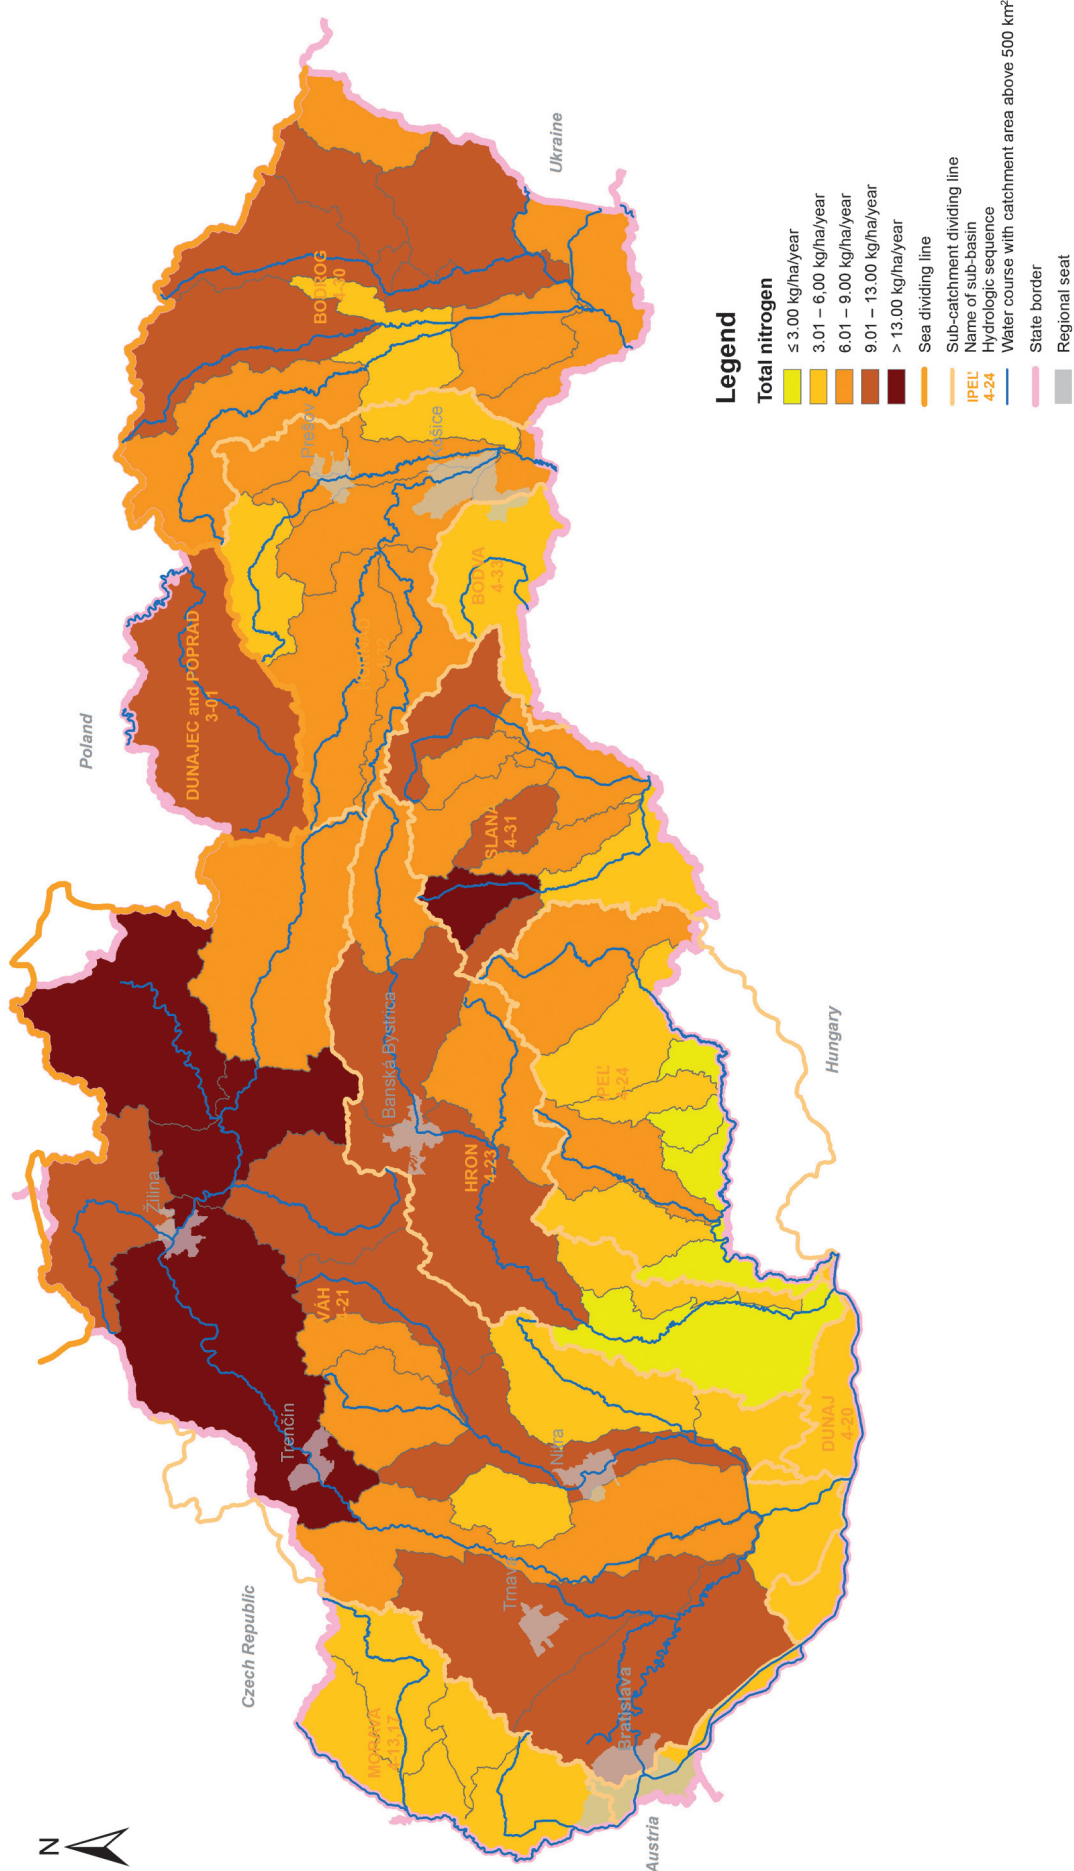 N
Poland
Czech Republic
Ukraine
Hungary
Austria
DUNAJEC and POPRAD
3-01
BODROG
4-30
Prešov
Košice
BODVA
4-33
SLANÁ
4-31
Žilina
Banská Bystrica
HRON
4-23
IPEĽ
4-24
VÁH
4-21
Trenčín
Nitra
Trnava
Bratislava
MORAVA
4-13,17
DUNAJ
4-20
Legend
Total nitrogen
≤ 3.00 kg/ha/year
3.01 – 6,00 kg/ha/year
6.01 – 9.00 kg/ha/year
9.01 – 13.00 kg/ha/year
> 13.00 kg/ha/year
Sea dividing line
Sub-catchment dividing line
IPEĽ Name of sub-basin
4-24 Hydrologic sequence
Water course with catchment area above 500 km²
State border
Regional seat